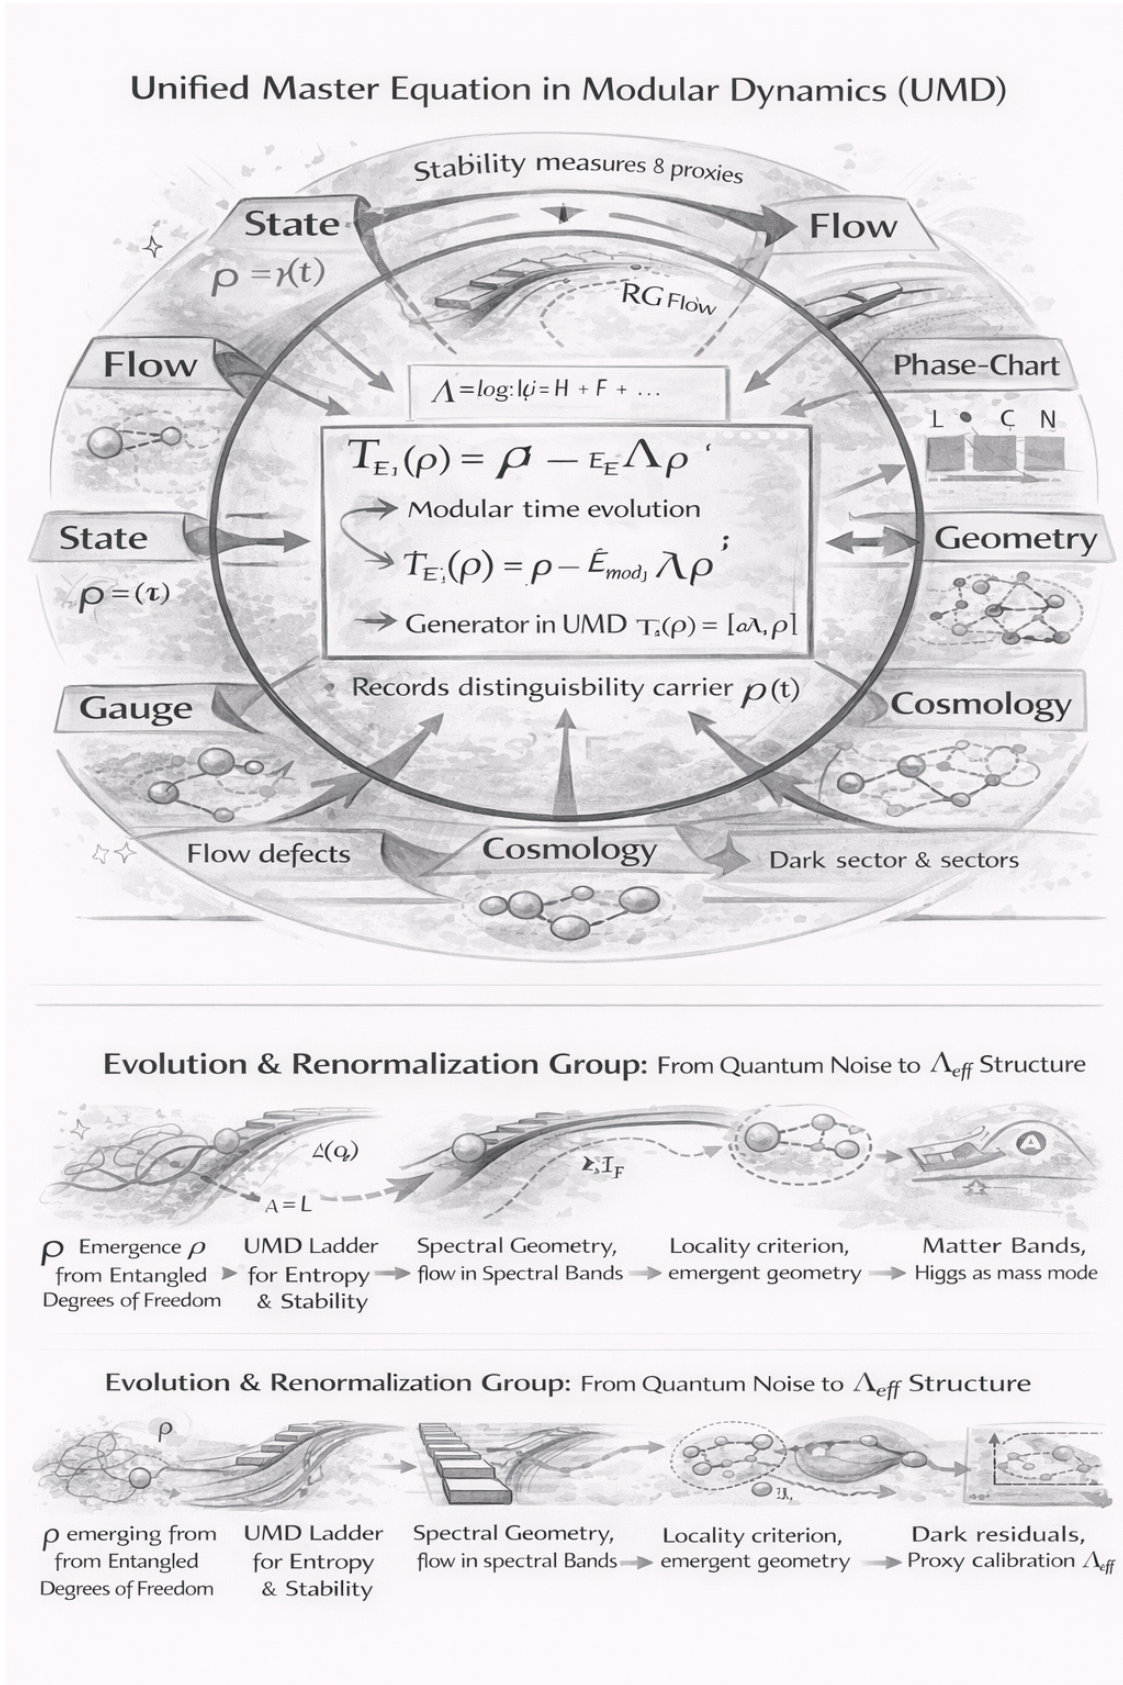 Unified Master Equation in Modular Dynamics (UMD)
Stability measures 8 proxies
State
Flow
ρ = γ(t)
RG Flow
Flow
Phase-Chart
L • Ç N
T_E₁(ρ) = ρ − E_E Λρ
Modular time evolution
State
Geometry
ρ = (τ)
Generator in UMD
Records distinguisbility carrier ρ(t)
Gauge
Cosmology
Flow defects
Cosmology
Dark sector & sectors
Evolution & Renormalization Group: From Quantum Noise to Λeff Structure
A = L
ρ Emergence ρ
from Entangled
Degrees of Freedom
UMD Ladder
for Entropy
& Stability
Spectral Geometry,
flow in Spectral Bands
Locality criterion,
emergent geometry
Matter Bands,
Higgs as mass mode
Evolution & Renormalization Group: From Quantum Noise to Λeff Structure
ρ
ρ emerging from
from Entangled
Degrees of Freedom
UMD Ladder
for Entropy
& Stability
Spectral Geometry,
flow in spectral Bands
Locality criterion,
emergent geometry
Dark residuals,
Proxy calibration Λeff